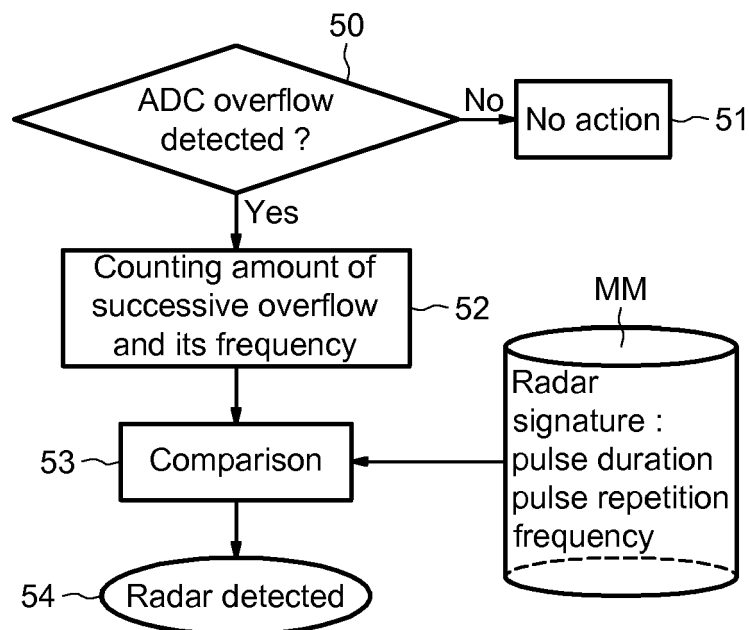 50
ADC overflow
detected ?
No
No action
51
Yes
Counting amount of
successive overflow
and its frequency
52
MM
Radar
signature :
pulse duration
pulse repetition
frequency
53
Comparison
54
Radar detected